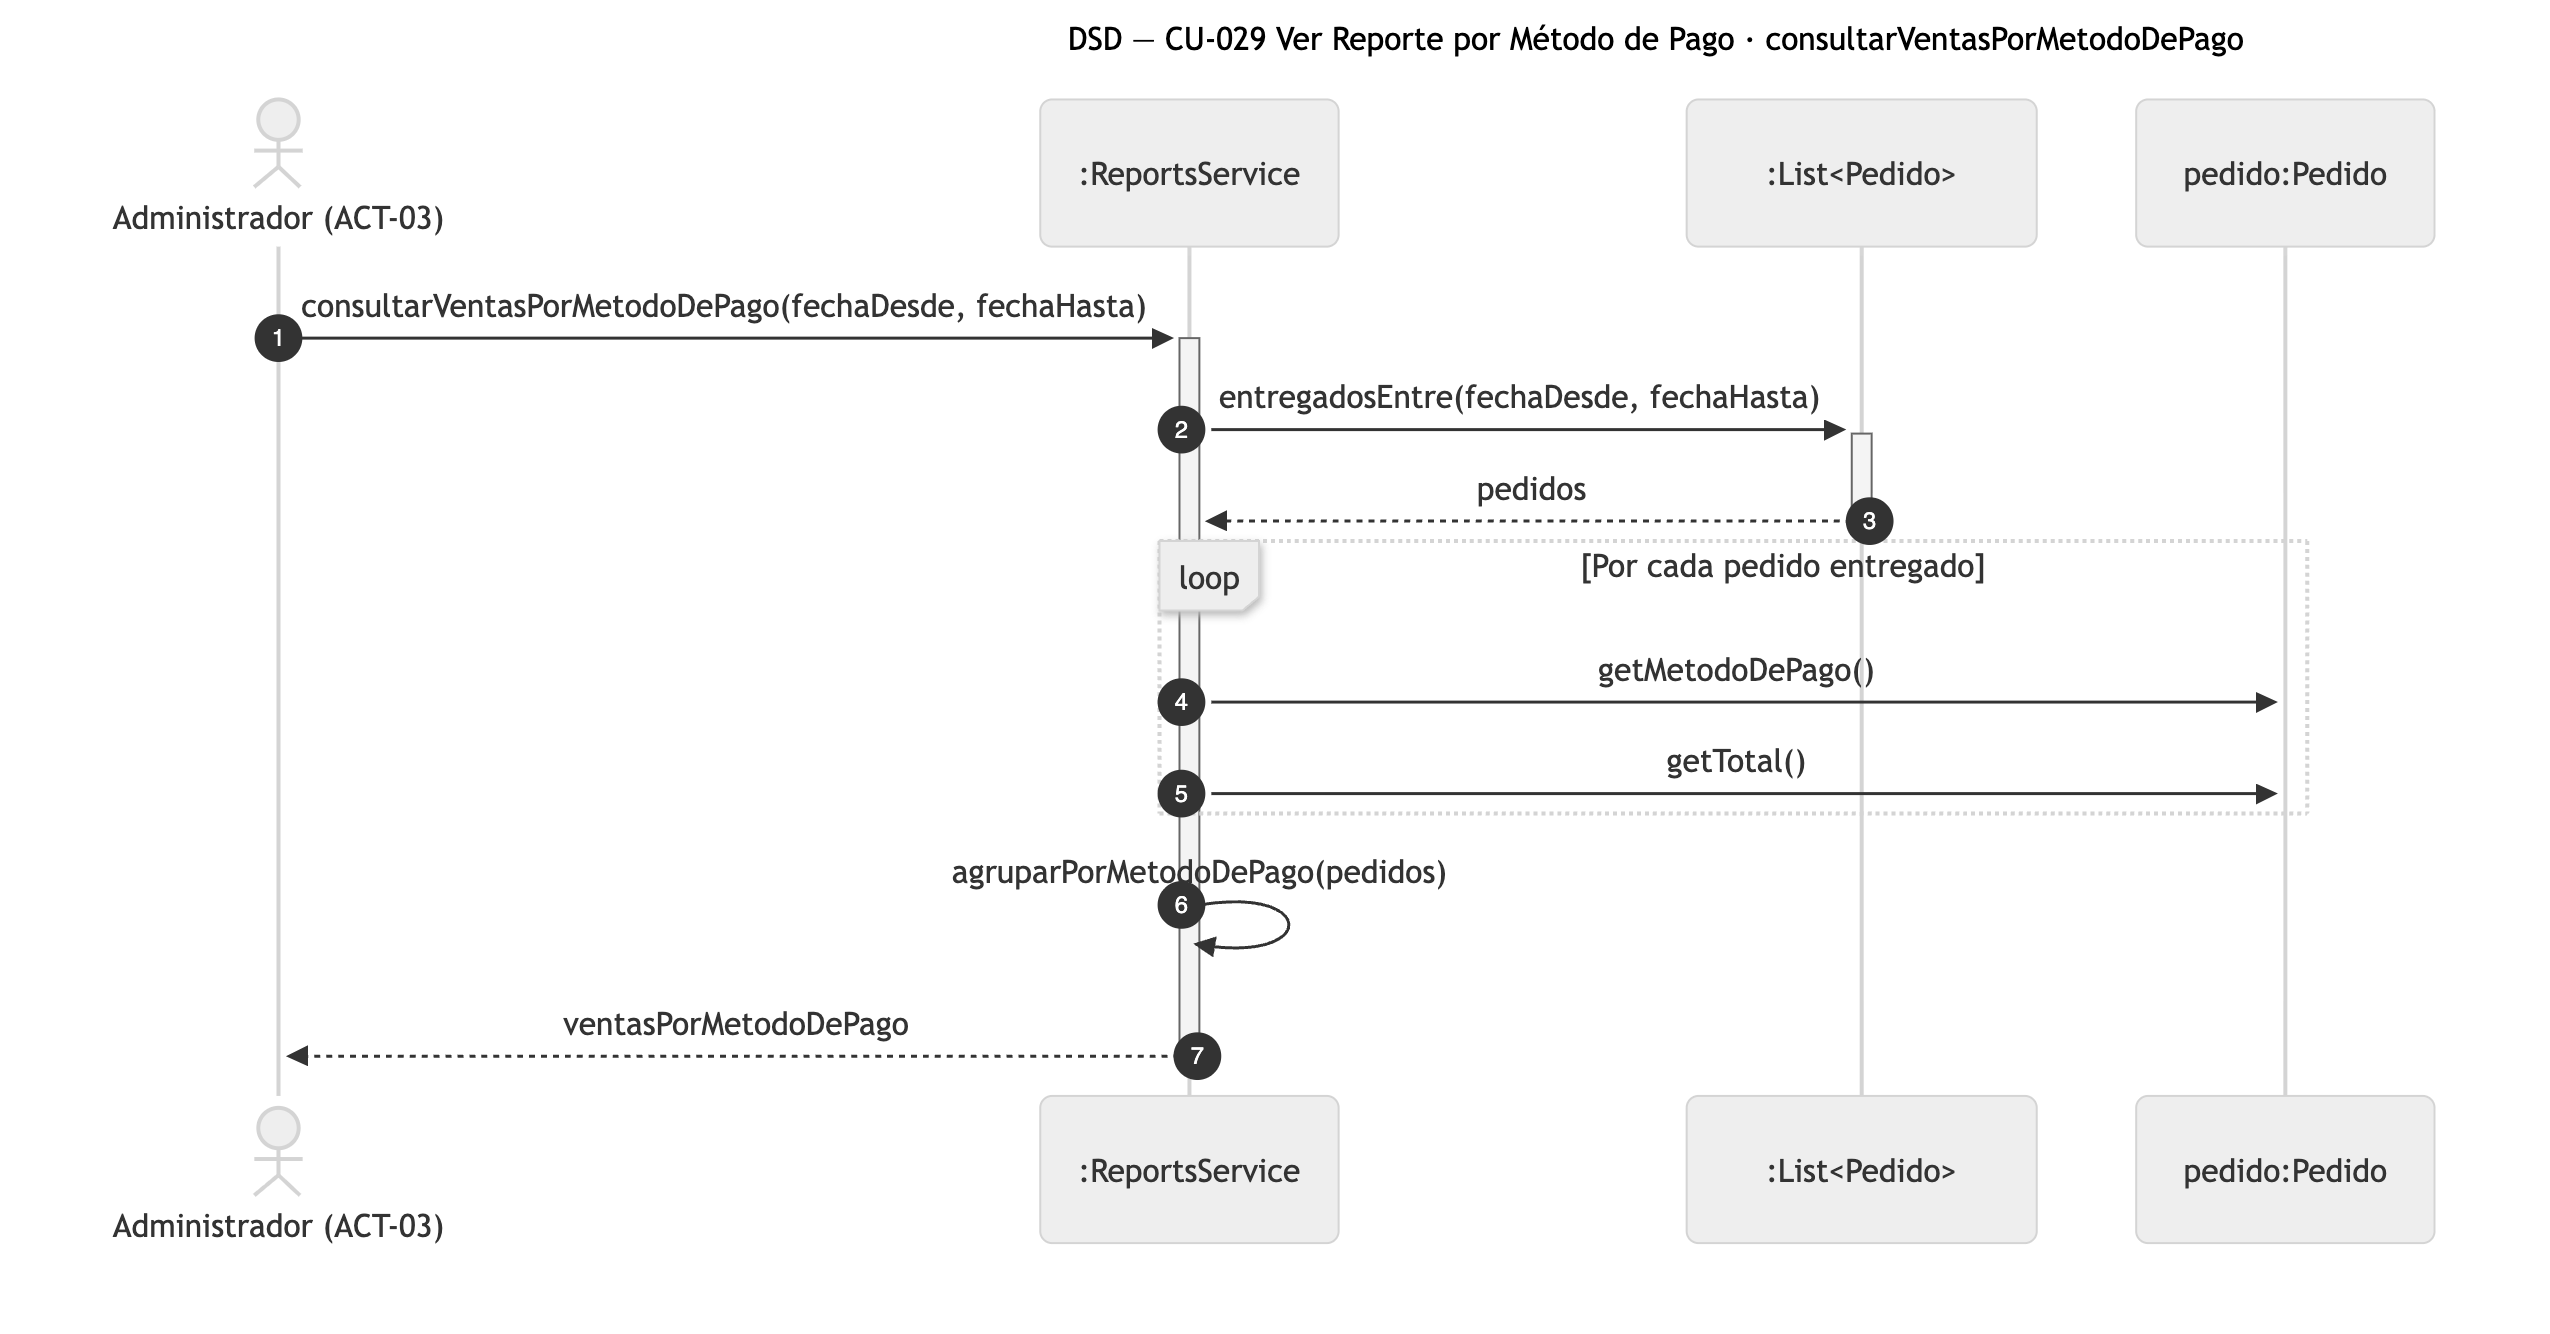 DSD — CU-029 Ver Reporte por Método de Pago · consultarVentasPorMetodoDePago
Administrador (ACT-03)
:ReportsService
:List<Pedido>
pedido:Pedido
consultarVentasPorMetodoDePago(fechaDesde, fechaHasta)
1
entregadosEntre(fechaDesde, fechaHasta)
2
pedidos
3
loop
[Por cada pedido entregado]
getMetodoDePago()
4
getTotal()
5
agruparPorMetodoDePago(pedidos)
6
ventasPorMetodoDePago
7
Administrador (ACT-03)
:ReportsService
:List<Pedido>
pedido:Pedido